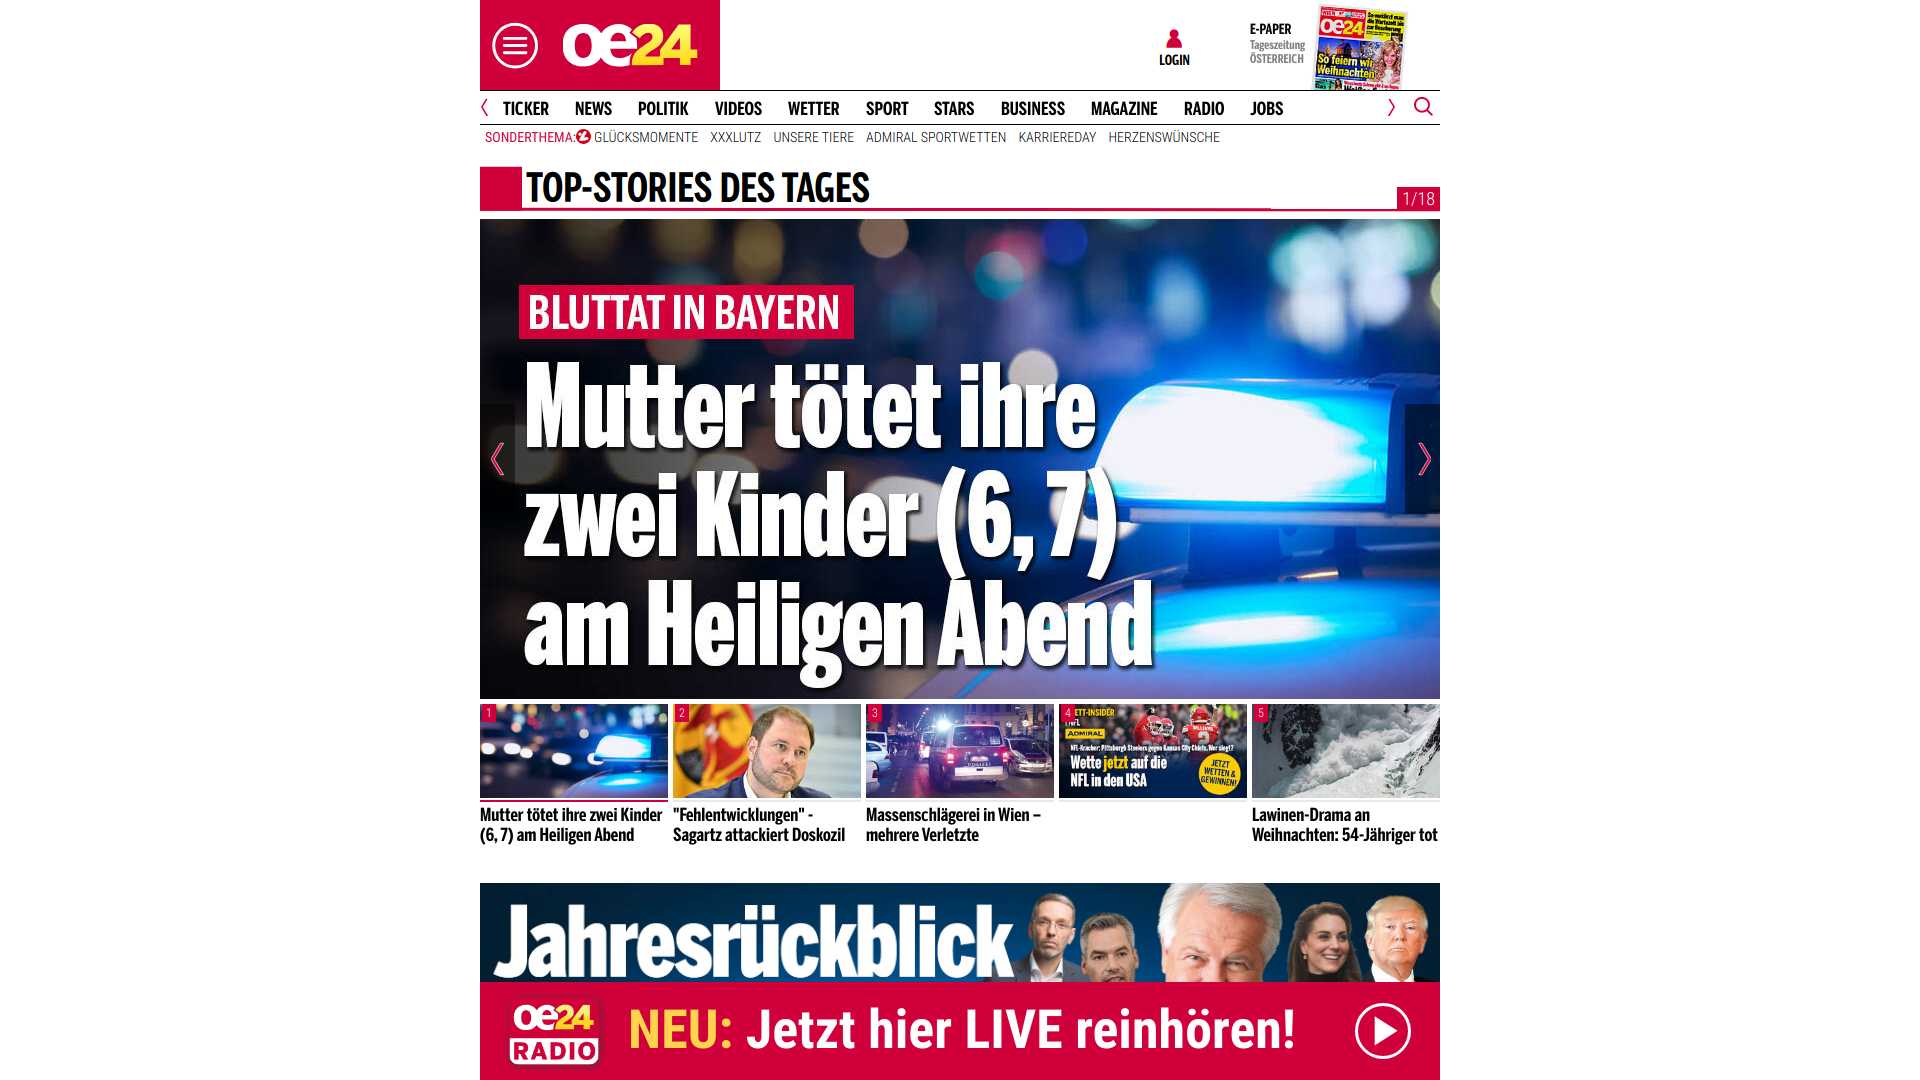 oe24
LOGIN
E-PAPER
Tageszeitung
ÖSTERREICH
oe24
So feiern wir
Weihnachten
TICKER NEWS POLITIK VIDEOS WETTER SPORT STARS BUSINESS MAGAZINE RADIO JOBS
SONDERTHEMA: GLÜCKSMOMENTE XXXLUTZ UNSERE TIERE ADMIRAL SPORTWETTEN KARRIEREDAY HERZENSWÜNSCHE
TOP-STORIES DES TAGES
1/18
BLUTTAT IN BAYERN
Mutter tötet ihre
zwei Kinder (6, 7)
am Heiligen Abend
1
Mutter tötet ihre zwei Kinder
(6, 7) am Heiligen Abend
2
"Fehlentwicklungen" -
Sagartz attackiert Doskozil
3
Massenschlägerei in Wien –
mehrere Verletzte
4
ETT-INSIDER
NFL
ADMIRAL
NFL-Kracher: Pittsburgh Steelers gegen Kansas City Chiefs. Wer siegt?
Wette jetzt auf die
NFL in den USA
JETZT
WETTEN &
GEWINNEN!
5
Lawinen-Drama an
Weihnachten: 54-Jähriger tot
Jahresrückblick
oe24
RADIO
NEU: Jetzt hier LIVE reinhören!